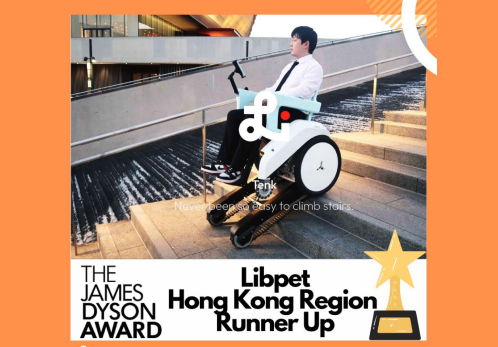 Tenk
Never been so easy to climb stairs.
THE
JAMES
DYSON
AWARD
Libpet
Hong Kong Region
Runner Up